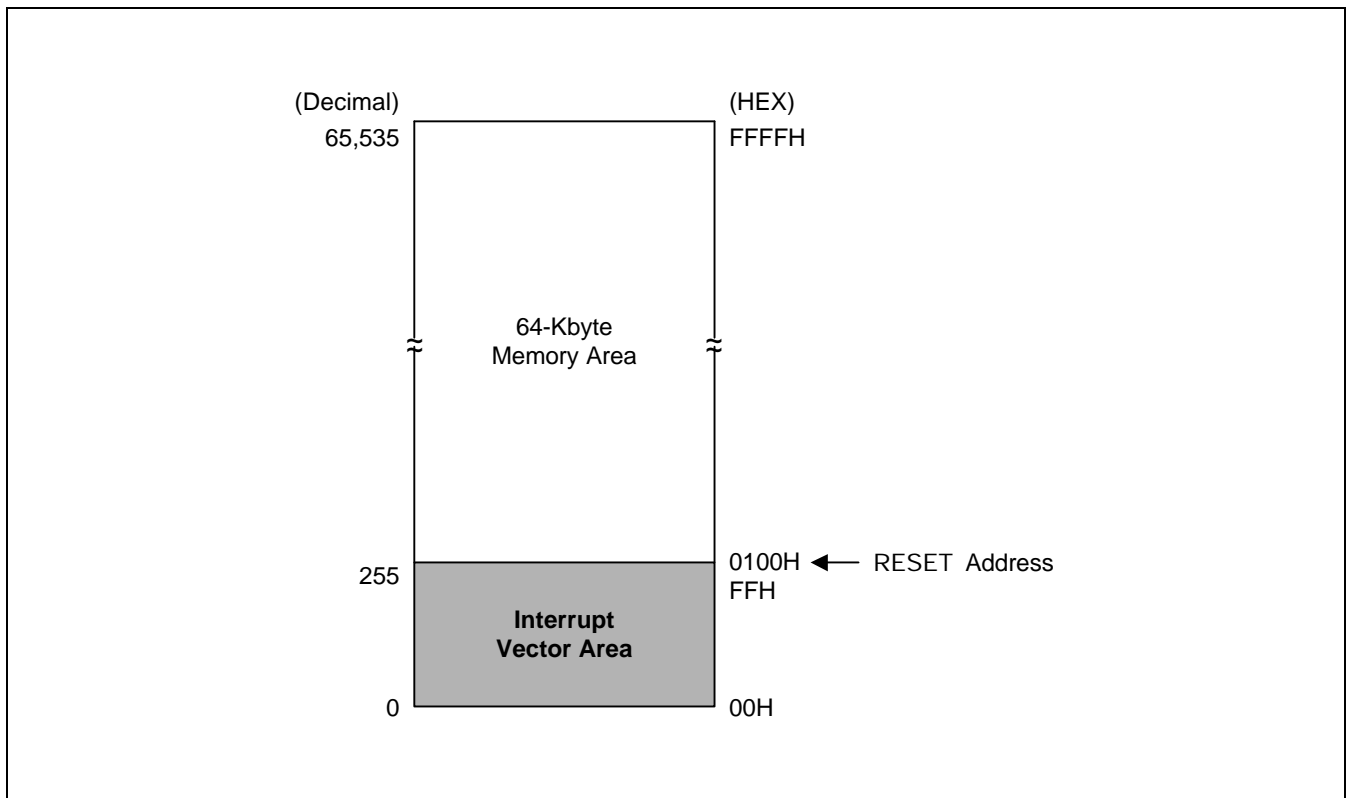 (Decimal)
(HEX)
65,535
FFFFH
64-Kbyte
Memory Area
≈
≈
0100H
RESET Address
255
FFH
Interrupt
Vector Area
0
00H